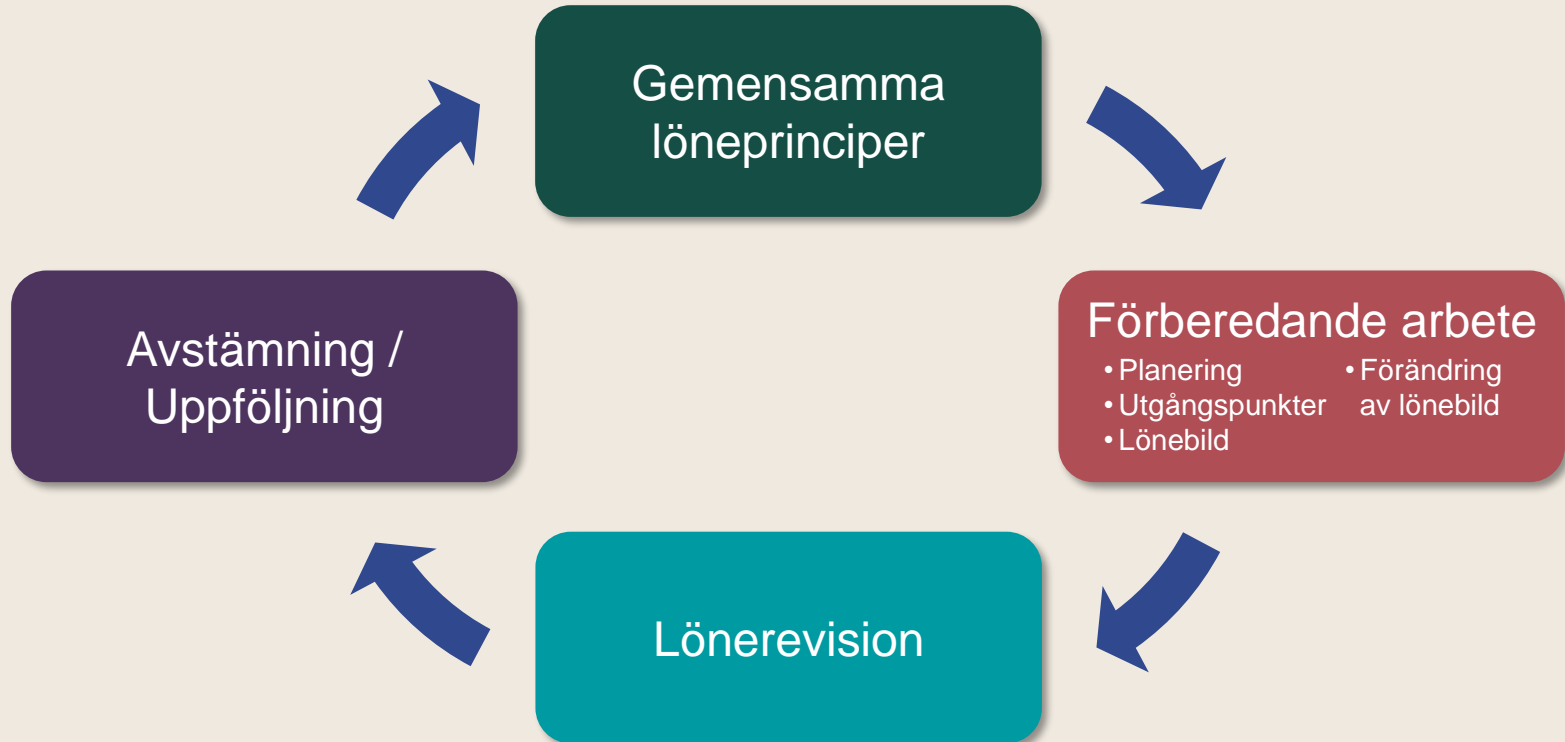 Gemensamma
löneprinciper
Förberedande arbete
• Planering
• Utgångspunkter
• Lönebild
• Förändring
av lönebild
Lönerevision
Avstämning /
Uppföljning